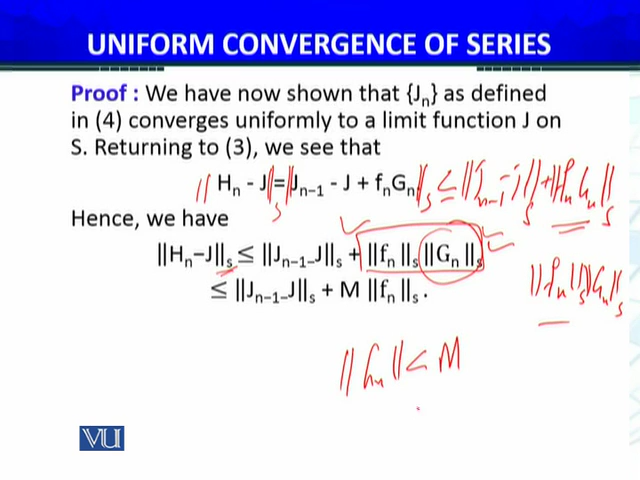 UNIFORM CONVERGENCE OF SERIES
Proof : We have now shown that {Jₙ} as defined
in (4) converges uniformly to a limit function J on
S. Returning to (3), we see that
|| Hₙ - J ||ₛ = || Jₙ₋₁ - J + fₙGₙ ||ₛ ≤ || Jₙ₋₁ - J ||ₛ + || fₙ Gₙ ||ₛ
Hence, we have
||Hₙ–J||ₛ ≤ ||Jₙ₋₁₋J||ₛ + ||fₙ ||ₛ ||Gₙ ||ₛ
|| fₙ ||ₛ || Gₙ ||ₛ
≤ ||Jₙ₋₁₋J||ₛ + M ||fₙ ||ₛ .
|| Gₙ || < M
VU